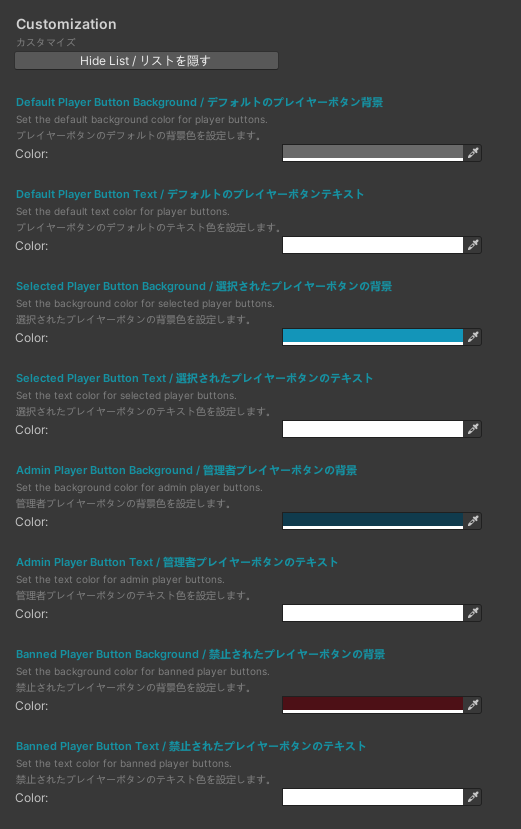 Customization
カスタマイズ
Hide List / リストを隠す
Default Player Button Background / デフォルトのプレイヤーボタン背景
Set the default background color for player buttons.
プレイヤーボタンのデフォルトの背景色を設定します。
Color:
Default Player Button Text / デフォルトのプレイヤーボタンテキスト
Set the default text color for player buttons.
プレイヤーボタンのデフォルトのテキスト色を設定します。
Color:
Selected Player Button Background / 選択されたプレイヤーボタンの背景
Set the background color for selected player buttons.
選択されたプレイヤーボタンの背景色を設定します。
Color:
Selected Player Button Text / 選択されたプレイヤーボタンのテキスト
Set the text color for selected player buttons.
選択されたプレイヤーボタンのテキスト色を設定します。
Color:
Admin Player Button Background / 管理者プレイヤーボタンの背景
Set the background color for admin player buttons.
管理者プレイヤーボタンの背景色を設定します。
Color:
Admin Player Button Text / 管理者プレイヤーボタンのテキスト
Set the text color for admin player buttons.
管理者プレイヤーボタンのテキスト色を設定します。
Color:
Banned Player Button Background / 禁止されたプレイヤーボタンの背景
Set the background color for banned player buttons.
禁止されたプレイヤーボタンの背景色を設定します。
Color:
Banned Player Button Text / 禁止されたプレイヤーボタンのテキスト
Set the text color for banned player buttons.
禁止されたプレイヤーボタンのテキスト色を設定します。
Color: